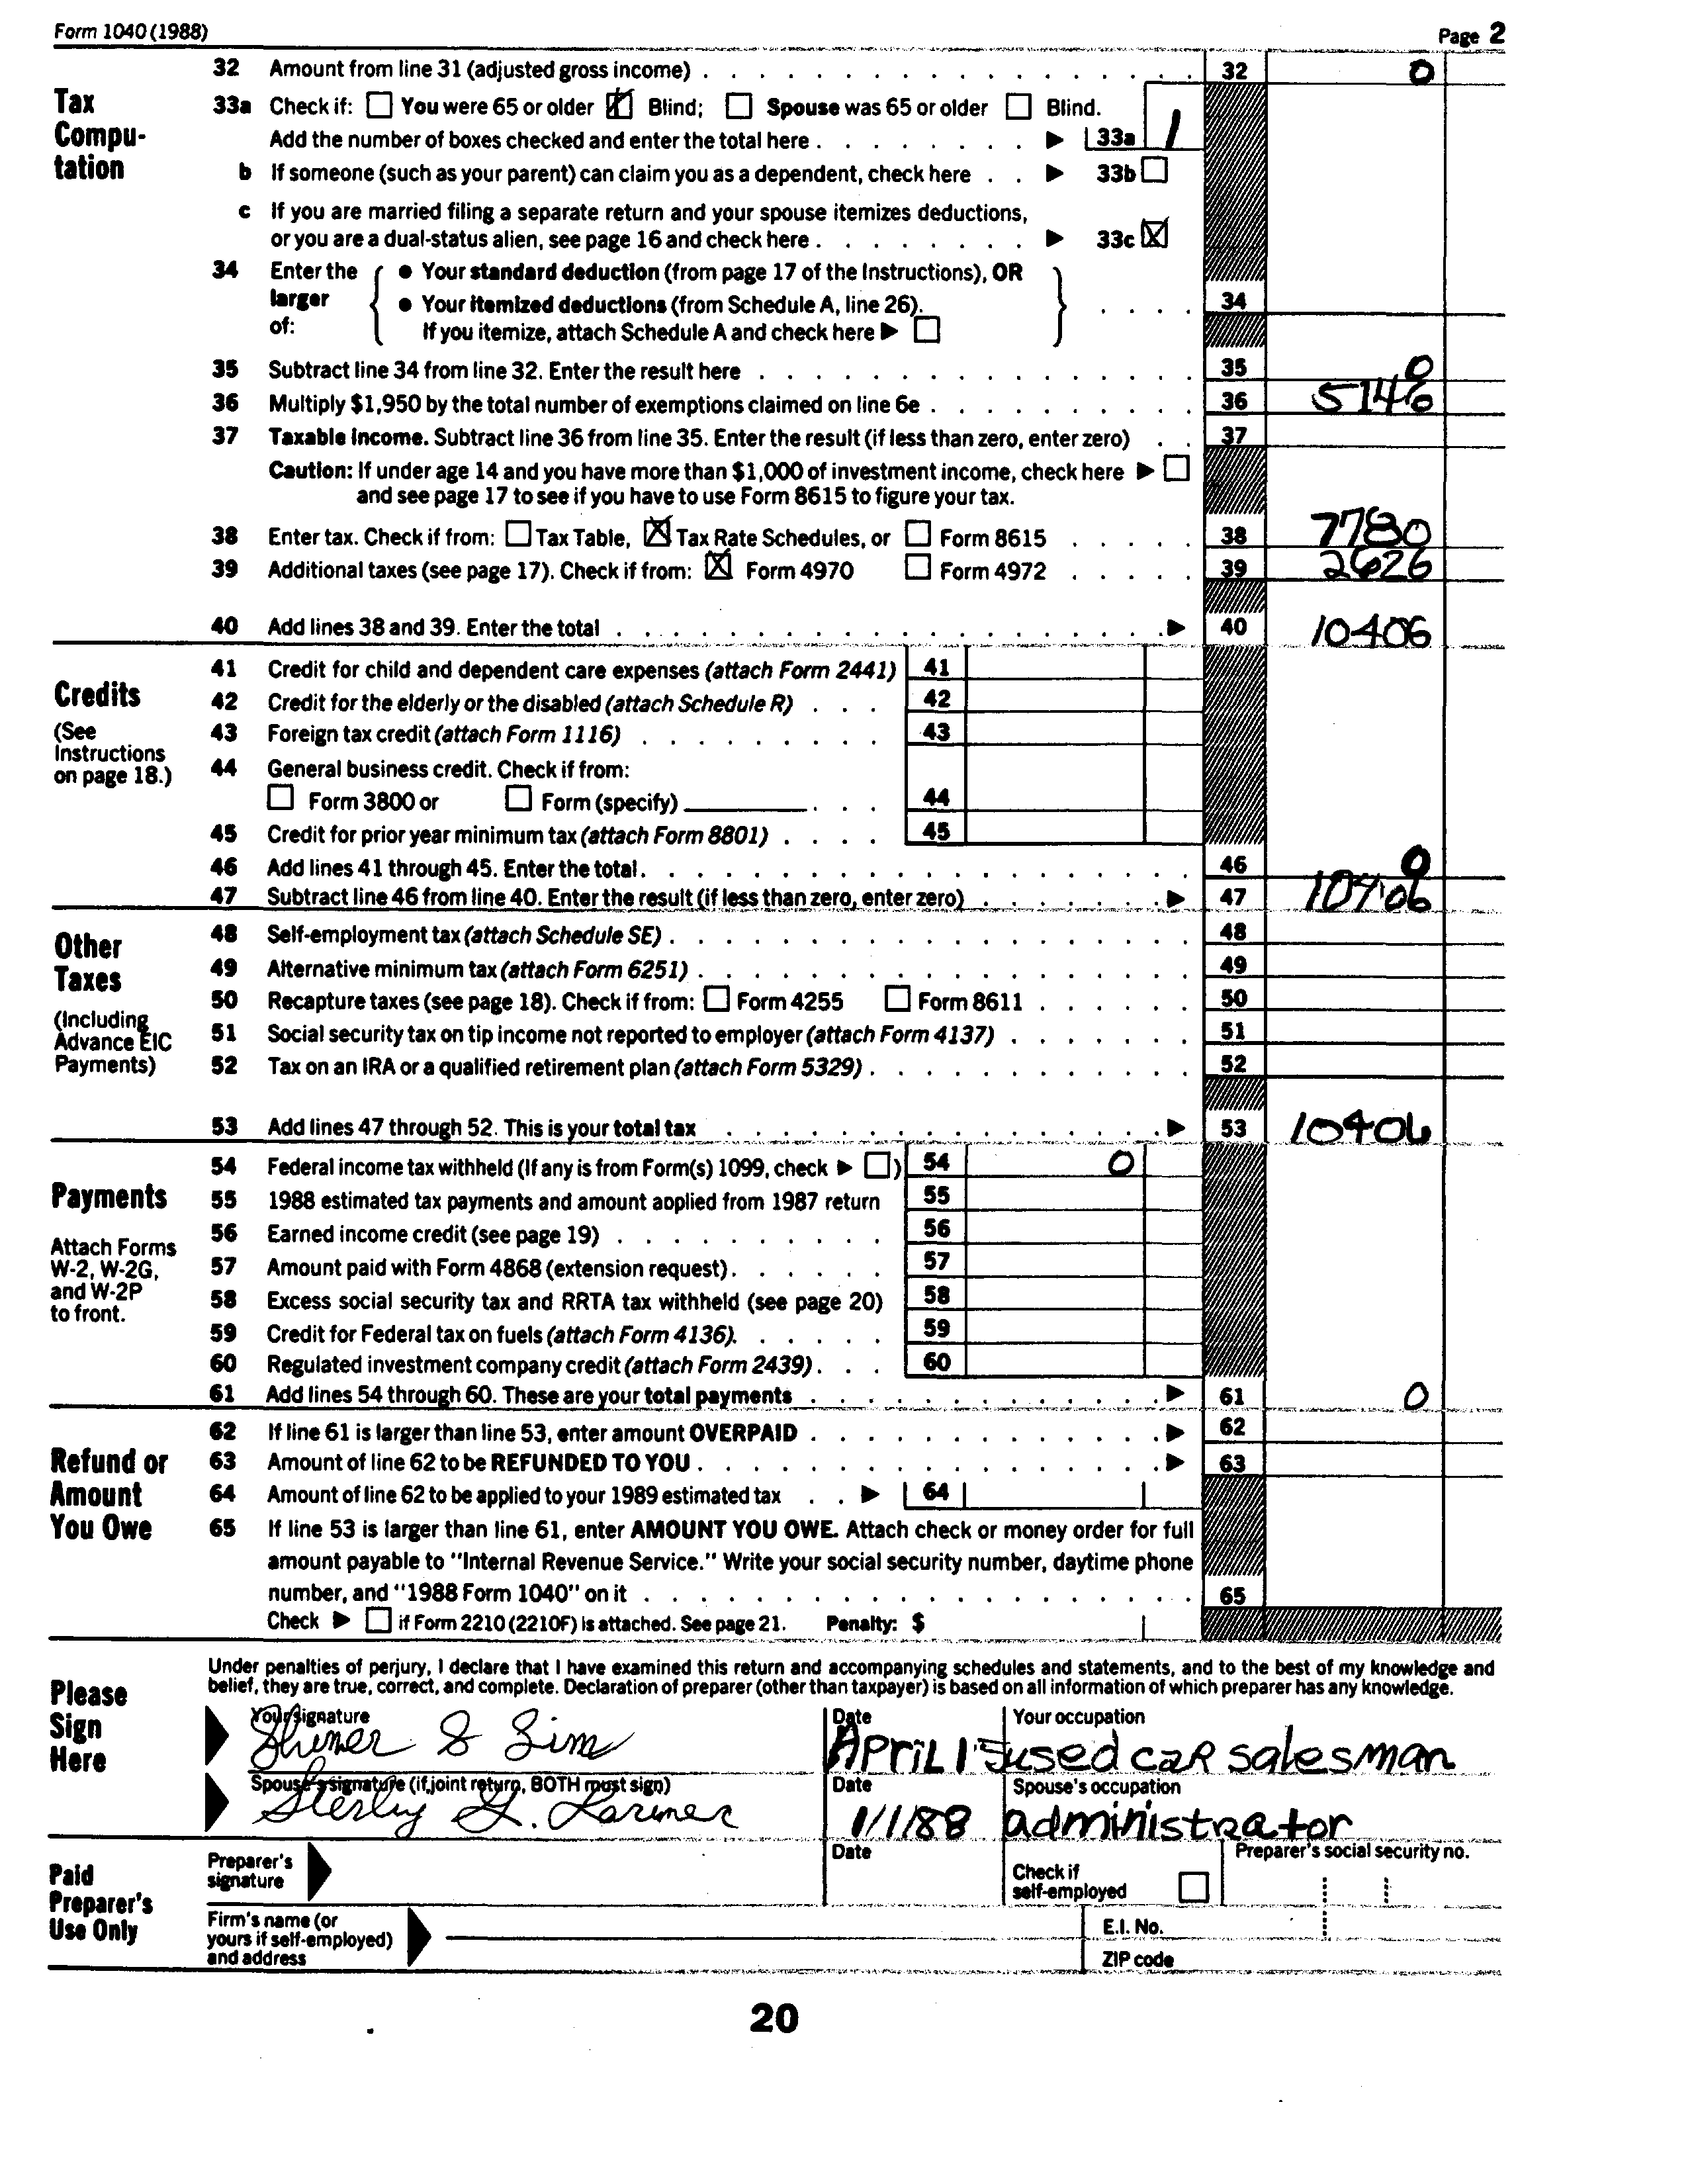 Form 1040 (1988) Page 2
Tax Compu-tation
32 Amount from line 31 (adjusted gross income) . . . 32 0
33a Check if: ☐ You were 65 or older ☒ Blind; ☐ Spouse was 65 or older ☐ Blind.
Add the number of boxes checked and enter the total here . . . ▶ 33a 1
b If someone (such as your parent) can claim you as a dependent, check here . . ▶ 33b ☐
c If you are married filing a separate return and your spouse itemizes deductions,
or you are a dual-status alien, see page 16 and check here . . . ▶ 33c ☒
34 Enter the larger of:
● Your standard deduction (from page 17 of the Instructions), OR
● Your itemized deductions (from Schedule A, line 26). . . . 34
If you itemize, attach Schedule A and check here ▶ ☐
35 Subtract line 34 from line 32. Enter the result here . . . 35 0
36 Multiply $1,950 by the total number of exemptions claimed on line 6e . . . 36 5146
37 Taxable Income. Subtract line 36 from line 35. Enter the result (if less than zero, enter zero) . . 37
Caution: If under age 14 and you have more than $1,000 of investment income, check here ▶ ☐
and see page 17 to see if you have to use Form 8615 to figure your tax.
38 Enter tax. Check if from: ☐ Tax Table, ☒ Tax Rate Schedules, or ☐ Form 8615 . . . 38 7780
39 Additional taxes (see page 17). Check if from: ☒ Form 4970 ☐ Form 4972 . . . 39 2626
40 Add lines 38 and 39. Enter the total . . . ▶ 40 10406
Credits
(See Instructions on page 18.)
41 Credit for child and dependent care expenses (attach Form 2441) 41
42 Credit for the elderly or the disabled (attach Schedule R) . . . 42
43 Foreign tax credit (attach Form 1116) . . . 43
44 General business credit. Check if from:
☐ Form 3800 or ☐ Form (specify) . . . 44
45 Credit for prior year minimum tax (attach Form 8801) . . . 45
46 Add lines 41 through 45. Enter the total . . . 46 0
47 Subtract line 46 from line 40. Enter the result (if less than zero, enter zero) . . . ▶ 47 10406
Other Taxes
(Including Advance EIC Payments)
48 Self-employment tax (attach Schedule SE) . . . 48
49 Alternative minimum tax (attach Form 6251) . . . 49
50 Recapture taxes (see page 18). Check if from: ☐ Form 4255 ☐ Form 8611 . . . 50
51 Social security tax on tip income not reported to employer (attach Form 4137) . . . 51
52 Tax on an IRA or a qualified retirement plan (attach Form 5329) . . . 52
53 Add lines 47 through 52. This is your total tax . . . ▶ 53 10406
Payments
Attach Forms W-2, W-2G, and W-2P to front.
54 Federal income tax withheld (If any is from Form(s) 1099, check ▶ ☐) 54 0
55 1988 estimated tax payments and amount applied from 1987 return 55
56 Earned income credit (see page 19) . . . 56
57 Amount paid with Form 4868 (extension request) . . . 57
58 Excess social security tax and RRTA tax withheld (see page 20) 58
59 Credit for Federal tax on fuels (attach Form 4136). . . . 59
60 Regulated investment company credit (attach Form 2439) . . . 60
61 Add lines 54 through 60. These are your total payments . . . ▶ 61 0
Refund or Amount You Owe
62 If line 61 is larger than line 53, enter amount OVERPAID . . . ▶ 62
63 Amount of line 62 to be REFUNDED TO YOU . . . ▶ 63
64 Amount of line 62 to be applied to your 1989 estimated tax . . ▶ 64
65 If line 53 is larger than line 61, enter AMOUNT YOU OWE. Attach check or money order for full
amount payable to "Internal Revenue Service." Write your social security number, daytime phone
number, and "1988 Form 1040" on it . . . 65
Check ▶ ☐ if Form 2210 (2210F) is attached. See page 21. Penalty: $
Please Sign Here
Under penalties of perjury, I declare that I have examined this return and accompanying schedules and statements, and to the best of my knowledge and
belief, they are true, correct, and complete. Declaration of preparer (other than taxpayer) is based on all information of which preparer has any knowledge.
Your signature Date Your occupation
Shimer S Sim APRIL 15 used caR salesman
Spouse's signature (if joint return, BOTH must sign) Date Spouse's occupation
Sterling G. Larimer 1/1/88 administrator
Paid Preparer's Use Only
Preparer's signature Date Check if self-employed ☐ Preparer's social security no.
Firm's name (or yours if self-employed) and address E.I. No.
ZIP code
20